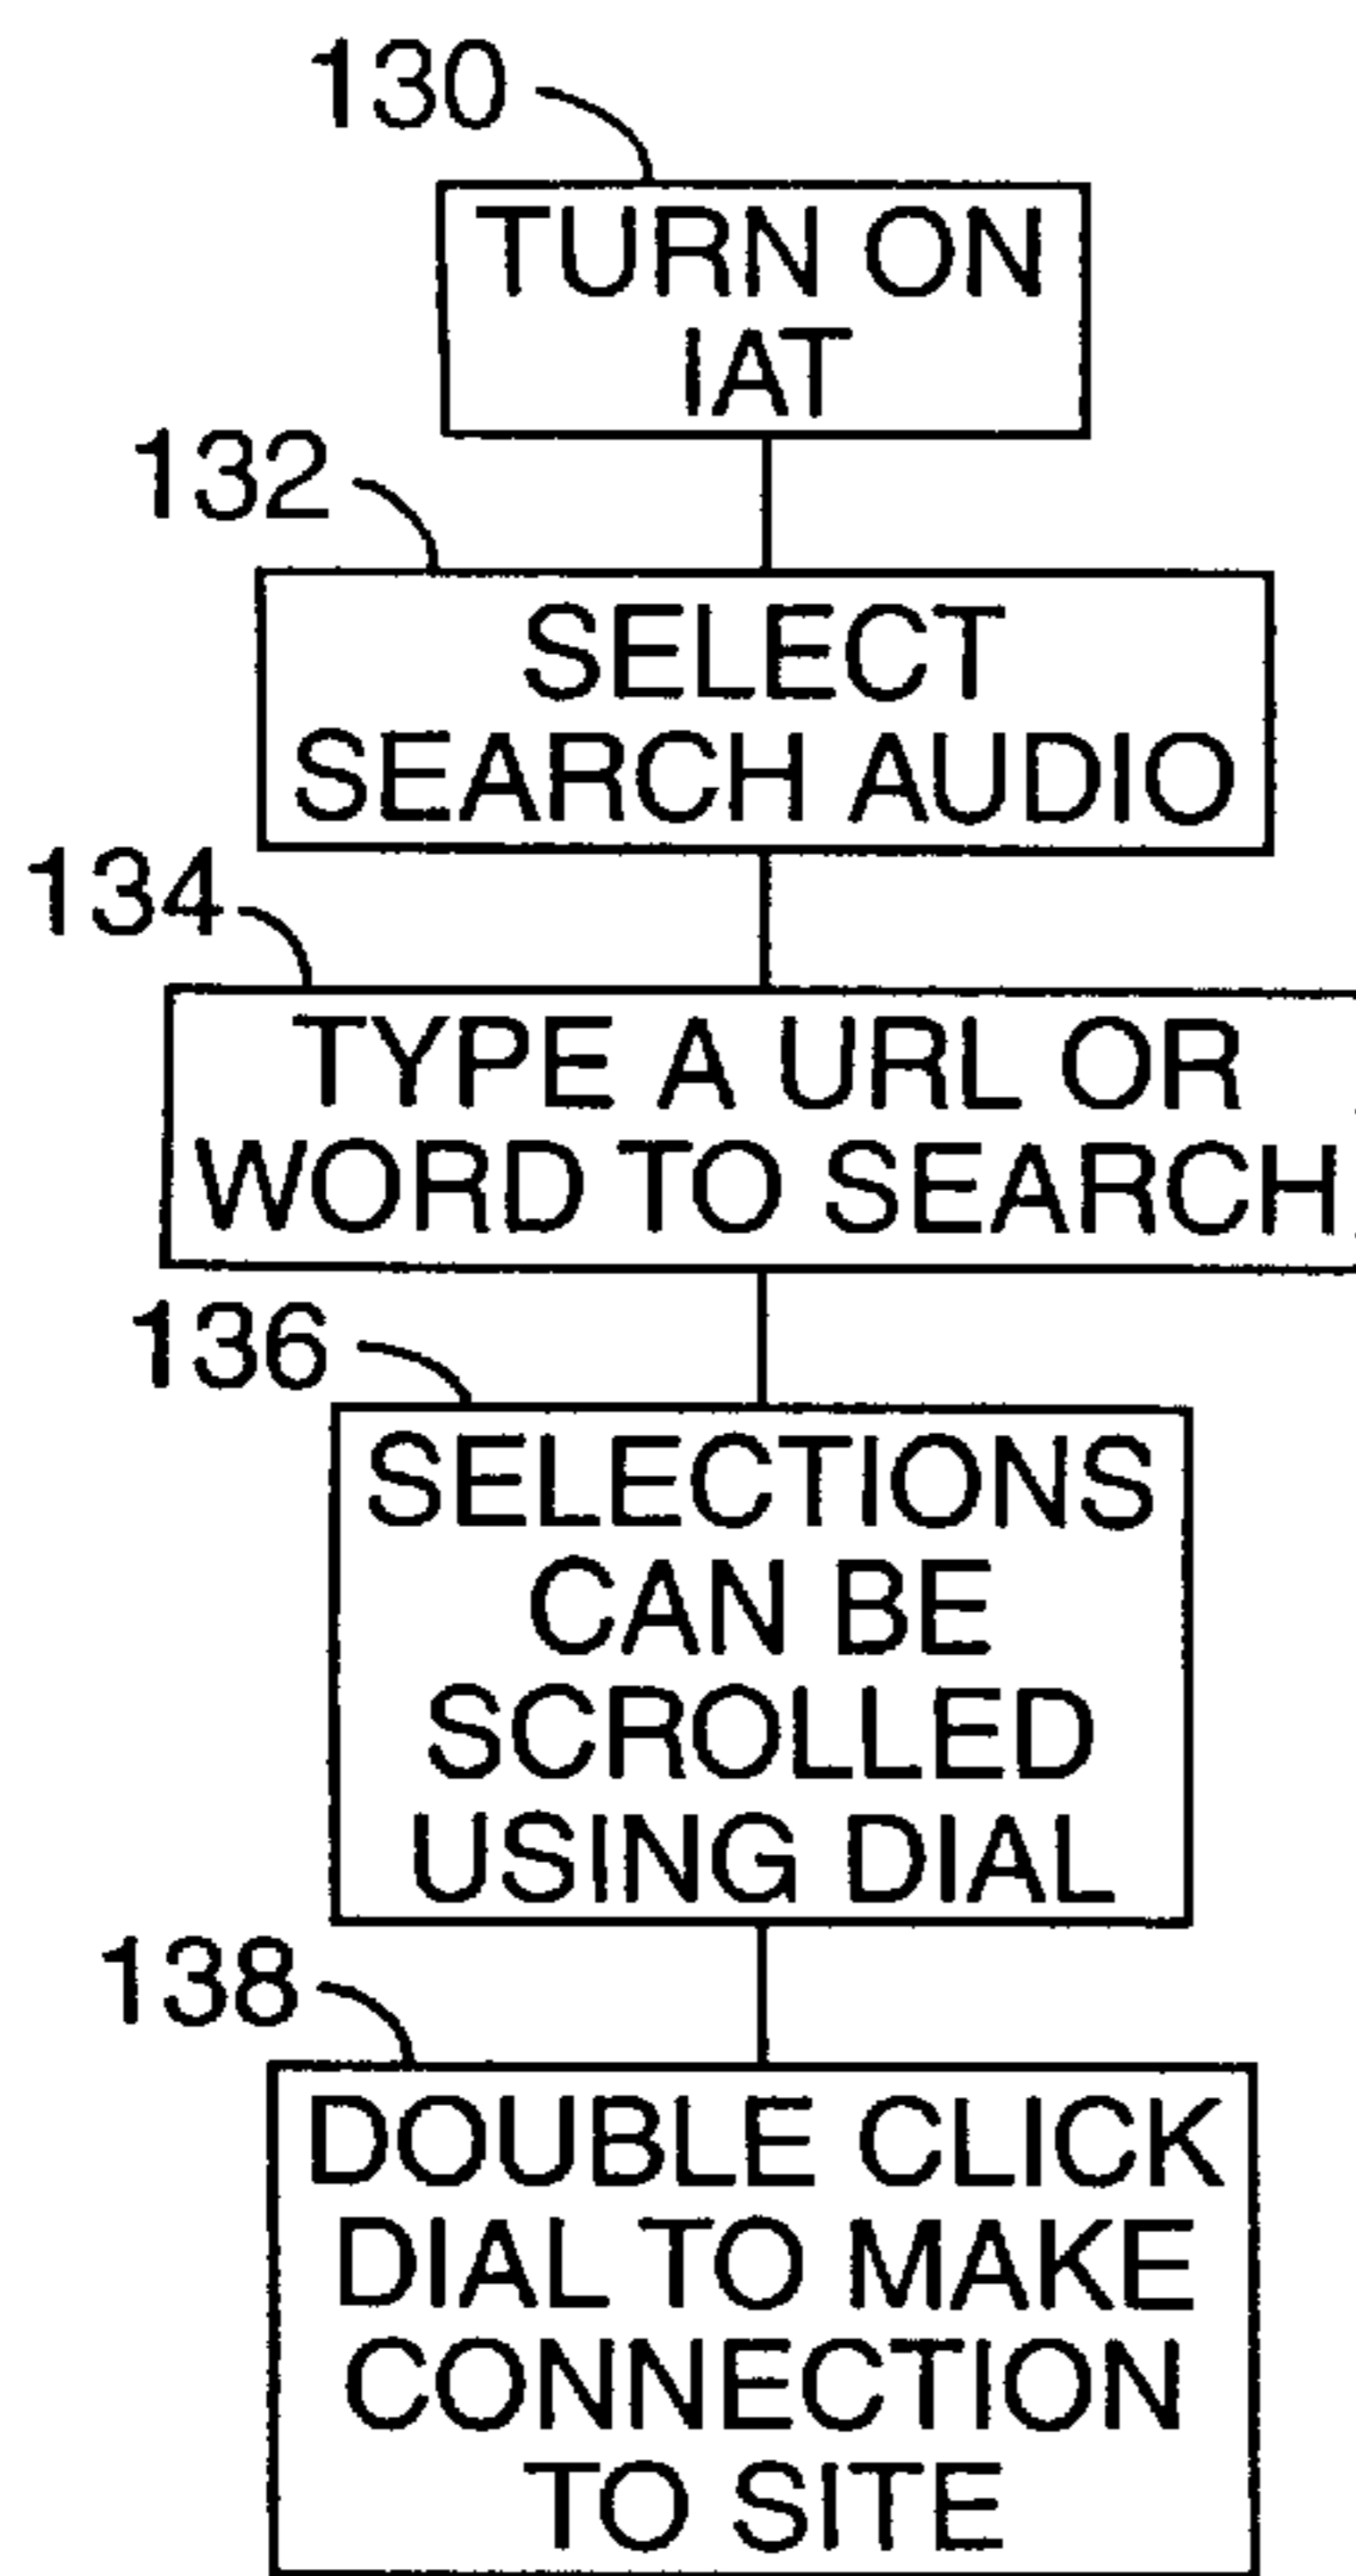 130
TURN ON
IAT
132
SELECT
SEARCH AUDIO
134
TYPE A URL OR
WORD TO SEARCH
136
SELECTIONS
CAN BE
SCROLLED
USING DIAL
138
DOUBLE CLICK
DIAL TO MAKE
CONNECTION
TO SITE